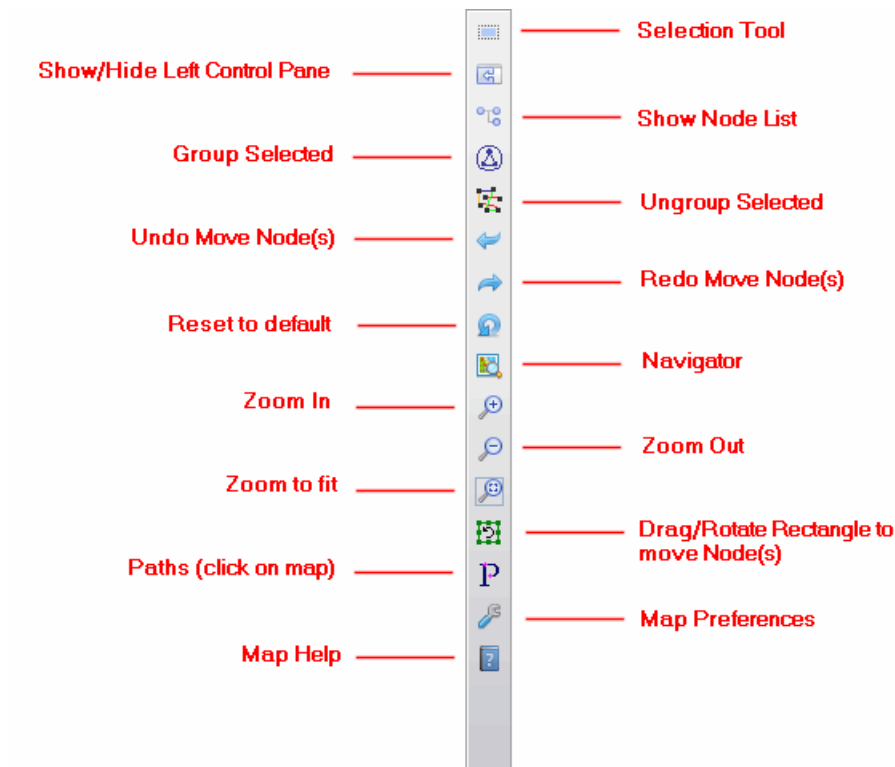 Selection Tool
Show/Hide Left Control Pane
Show Node List
Group Selected
Ungroup Selected
Undo Move Node(s)
Redo Move Node(s)
Reset to default
Navigator
Zoom In
Zoom Out
Zoom to fit
Drag/Rotate Rectangle to
move Node(s)
Paths (click on map)
P
Map Preferences
Map Help
?